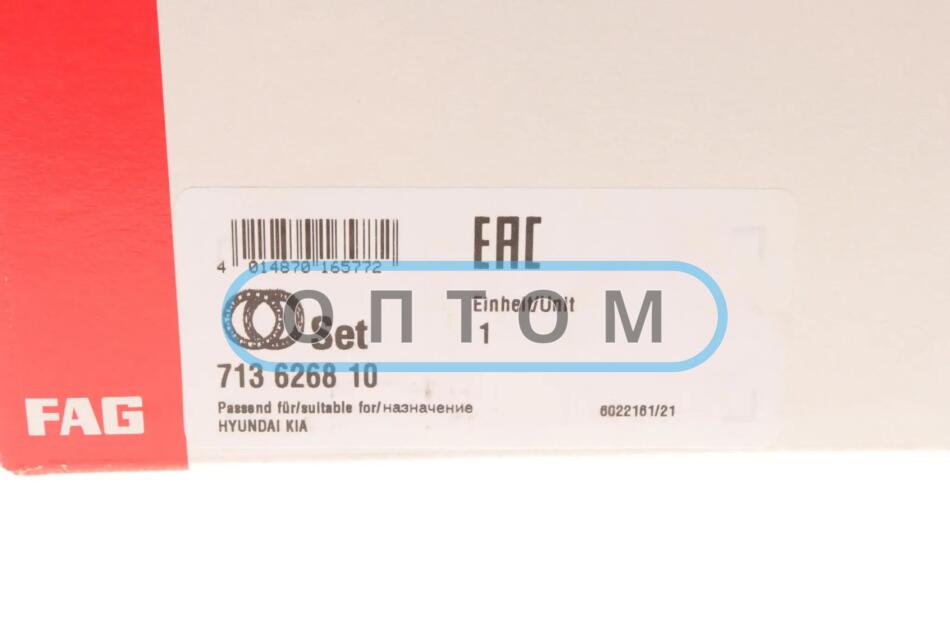 EAC
4 014870 165772
ОПТОМ
Einheit/Unit
Set
1
713 6268 10
FAG
Passend für/suitable for/назначение
6022161/21
HYUNDAI KIA